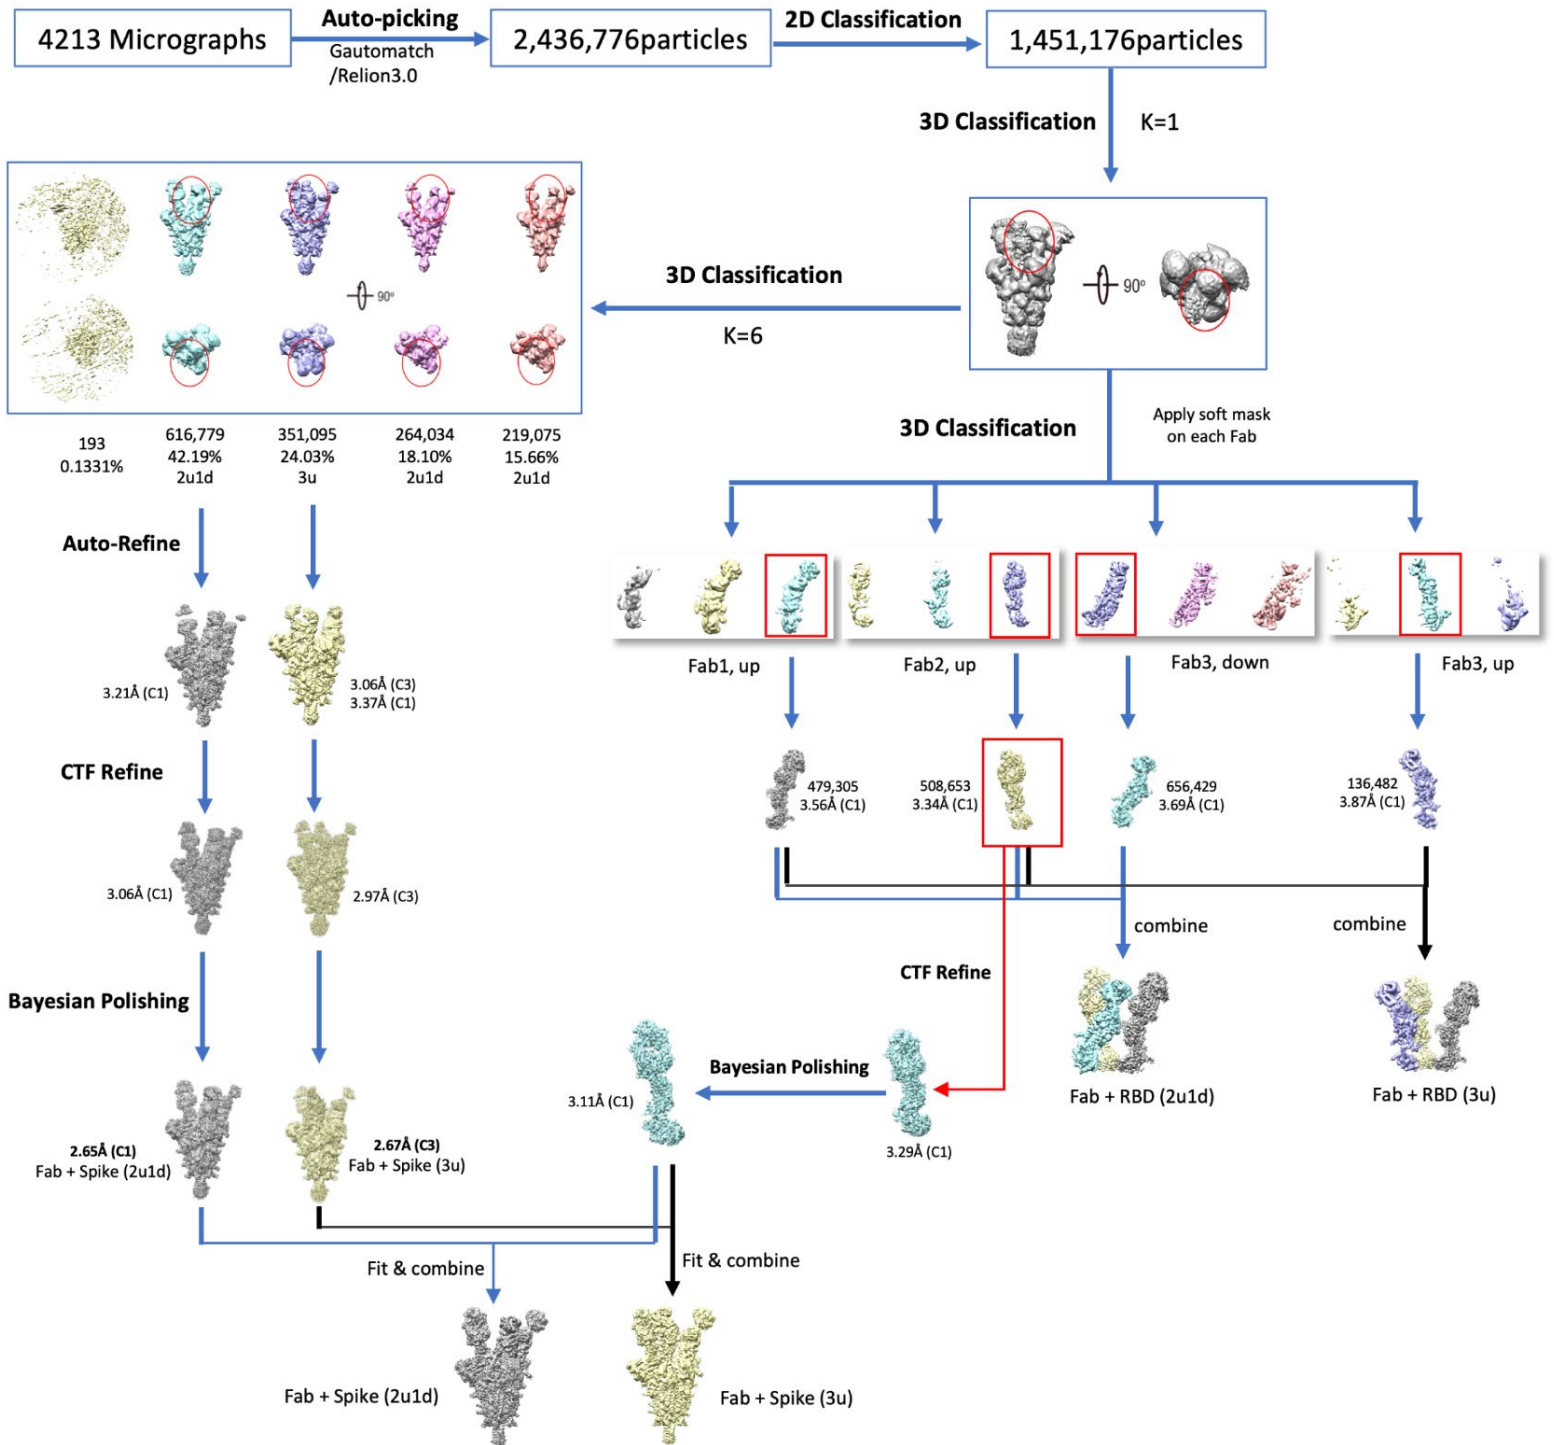 4213 Micrographs
Auto-picking
Gautomatch
/Relion3.0
2,436,776particles
2D Classification
1,451,176particles
3D Classification
K=1
90º
3D Classification
K=6
90º
193
0.1331%
616,779
42.19%
2u1d
351,095
24.03%
3u
264,034
18.10%
2u1d
219,075
15.66%
2u1d
3D Classification
Apply soft mask
on each Fab
Auto-Refine
3.21Å (C1)
3.06Å (C3)
3.37Å (C1)
CTF Refine
3.06Å (C1)
2.97Å (C3)
Bayesian Polishing
2.65Å (C1)
Fab + Spike (2u1d)
2.67Å (C3)
Fab + Spike (3u)
Fab1, up
Fab2, up
Fab3, down
Fab3, up
479,305
3.56Å (C1)
508,653
3.34Å (C1)
656,429
3.69Å (C1)
136,482
3.87Å (C1)
combine
combine
CTF Refine
Fab + RBD (2u1d)
Fab + RBD (3u)
Bayesian Polishing
3.11Å (C1)
3.29Å (C1)
Fit & combine
Fit & combine
Fab + Spike (2u1d)
Fab + Spike (3u)